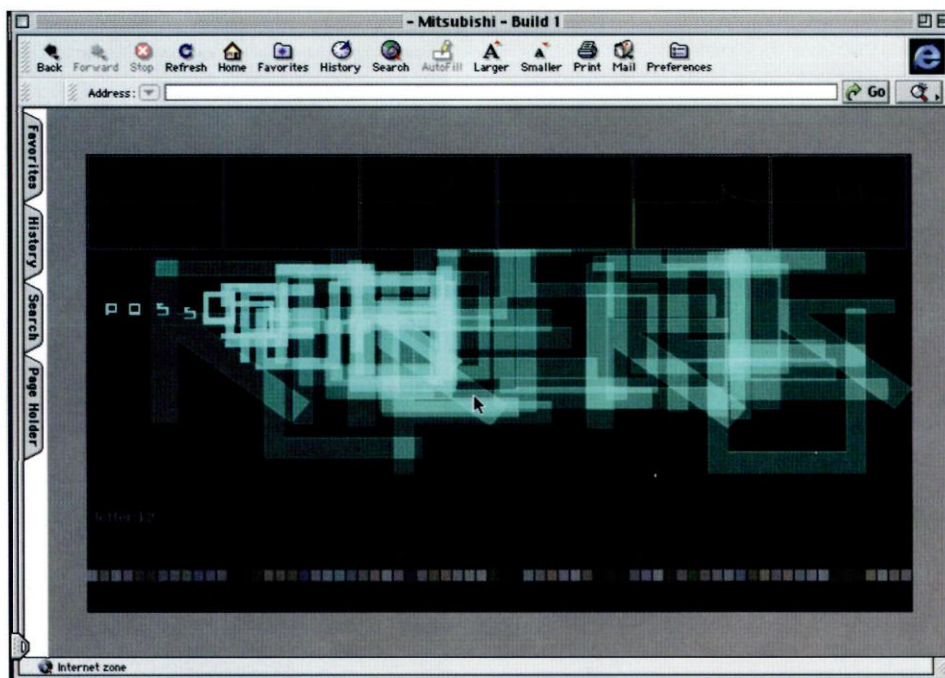 - Mitsubishi - Build 1
Back Forward Stop Refresh Home Favorites History Search AutoFill Larger Smaller Print Mail Preferences
Address: Go
Favorites
History
Search
Page Holder
P O S S
Internet zone